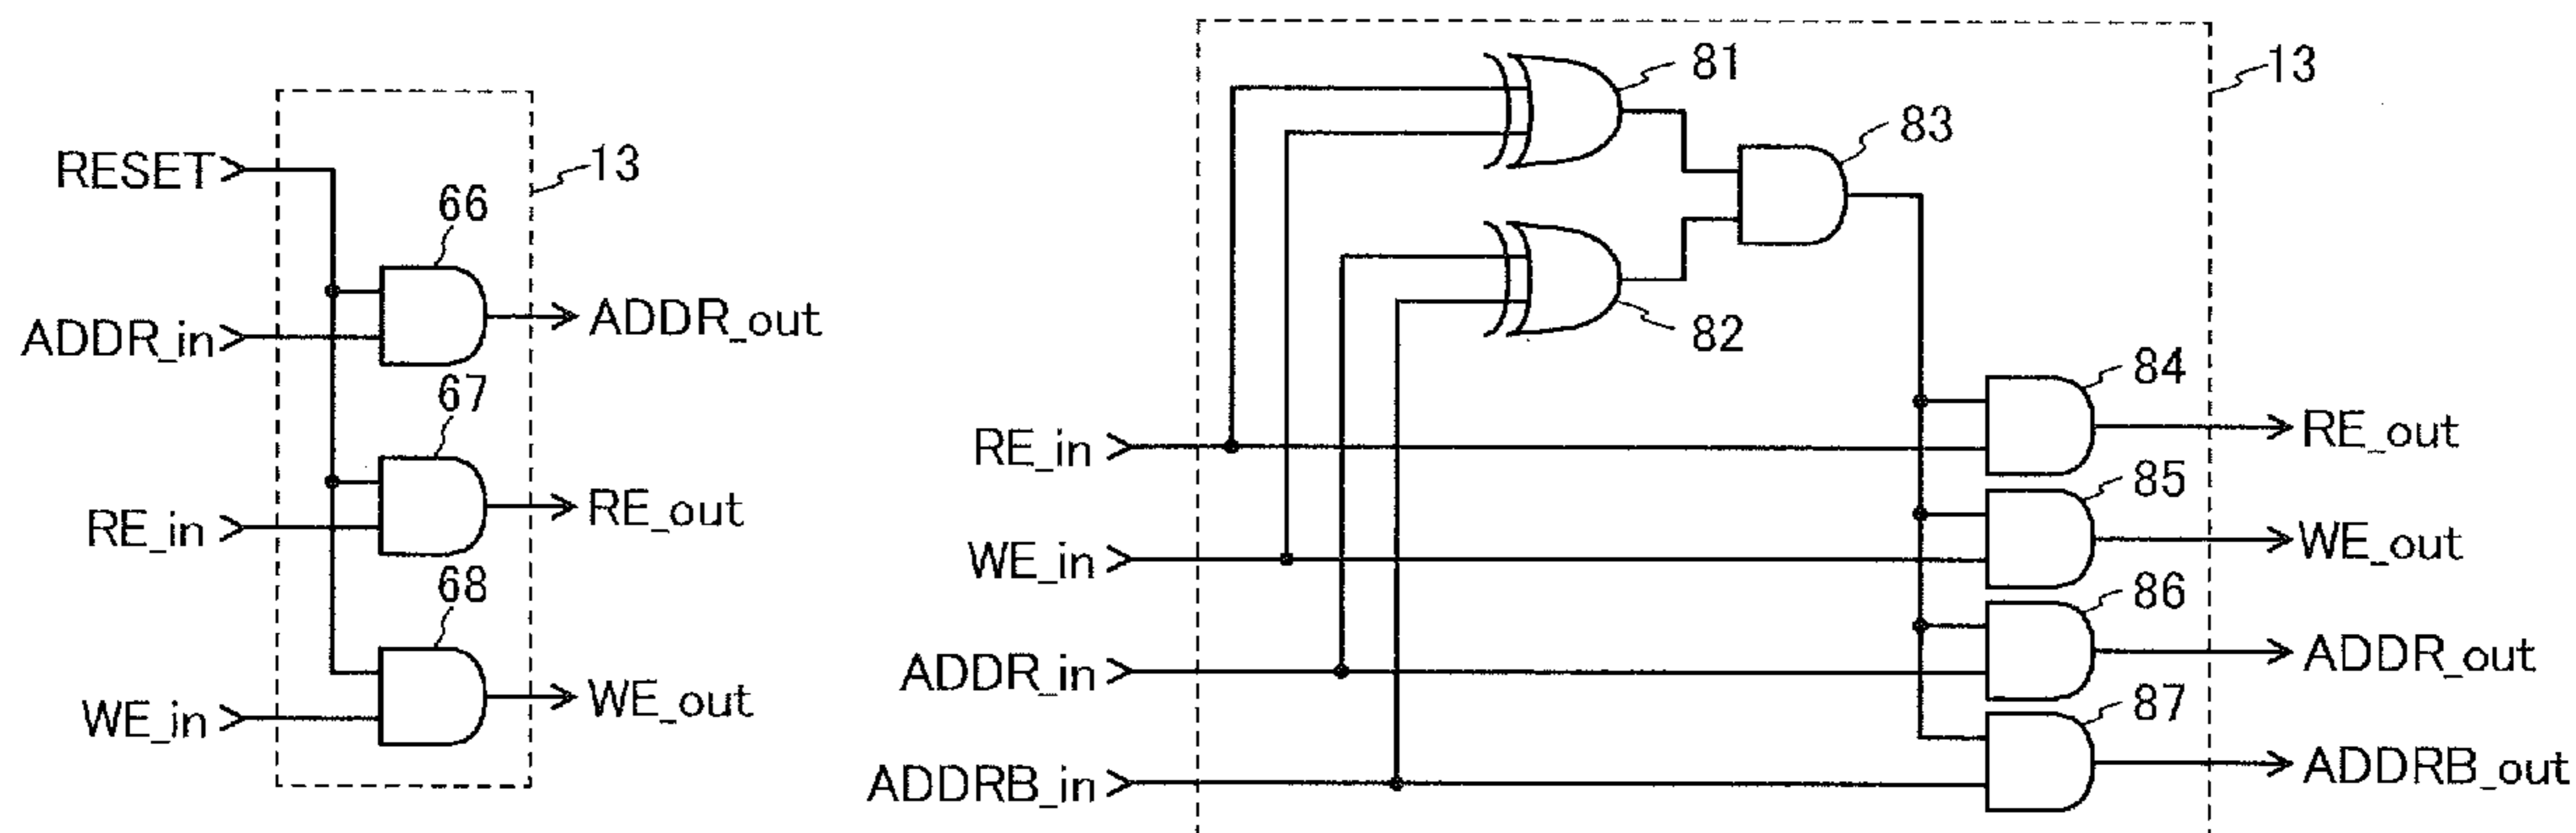 RESET
13
66
ADDR_in
ADDR_out
67
RE_in
RE_out
68
WE_in
WE_out
81
13
83
82
84
RE_in
RE_out
85
WE_in
WE_out
86
ADDR_in
ADDR_out
87
ADDRB_in
ADDRB_out